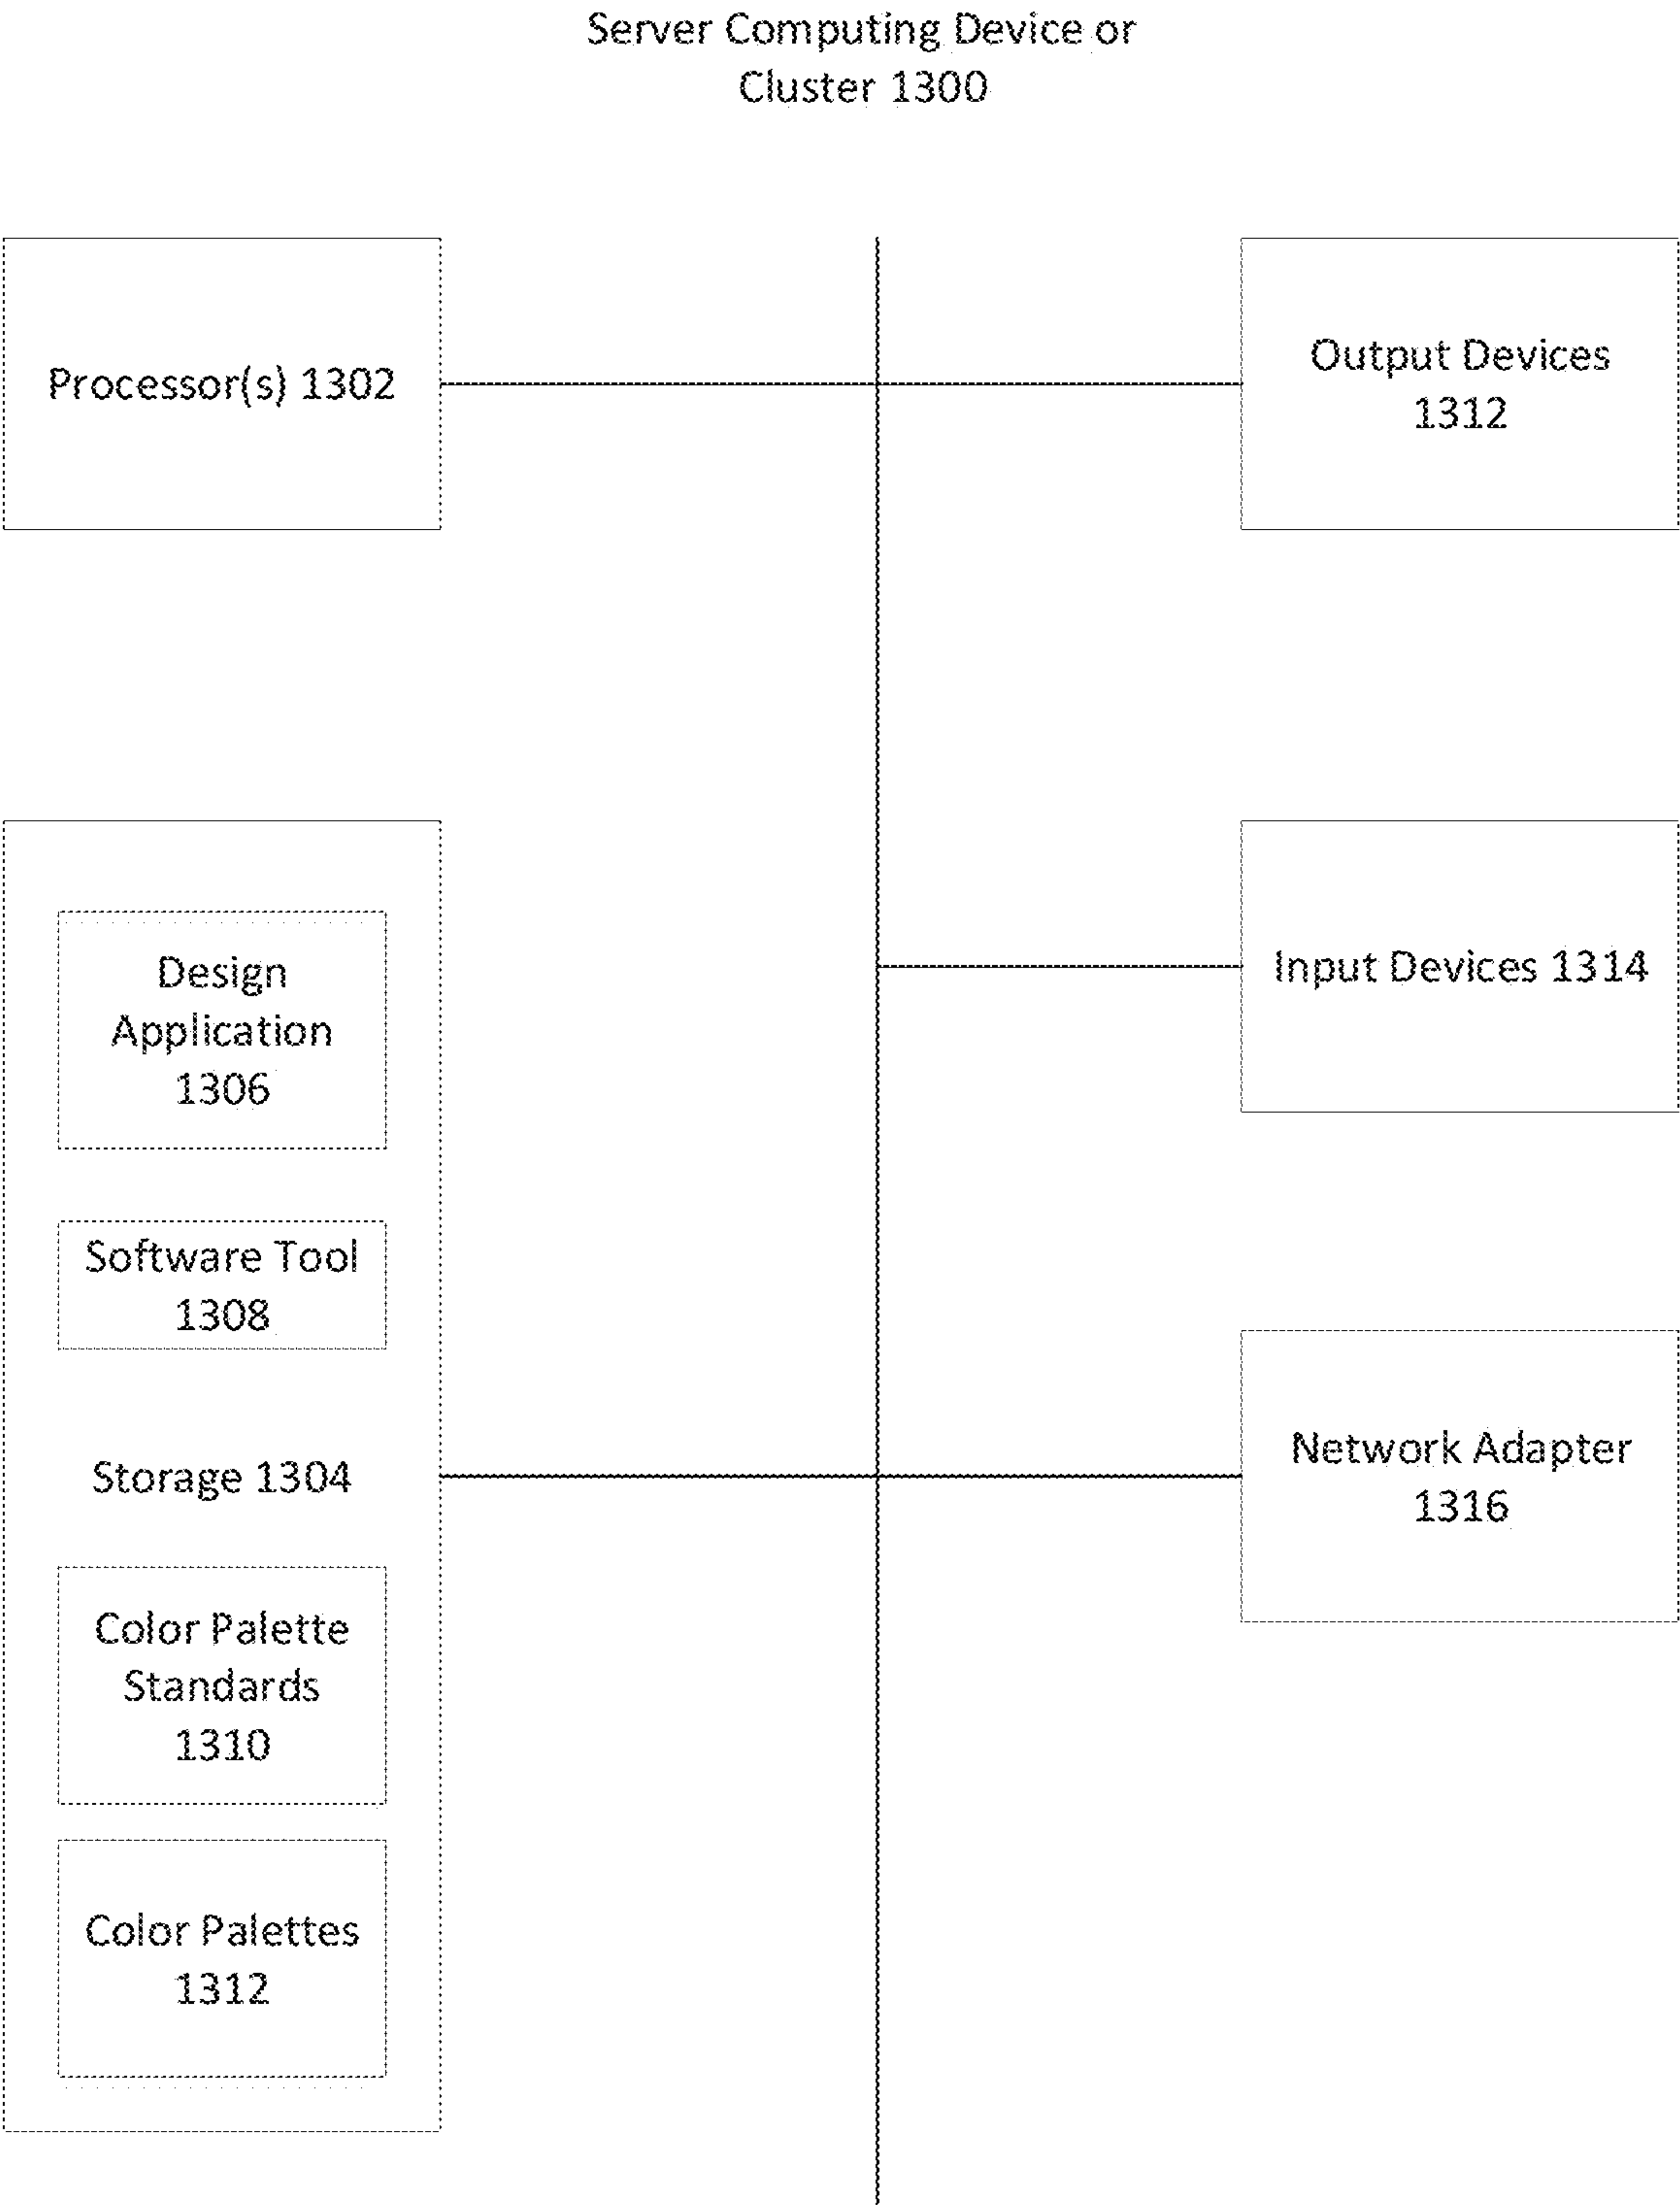 Server Computing Device or
Cluster 1300
Processor(s) 1302
Output Devices
1312
Design
Application
1306
Software Tool
1308
Storage 1304
Color Palette
Standards
1310
Color Palettes
1312
Input Devices 1314
Network Adapter
1316